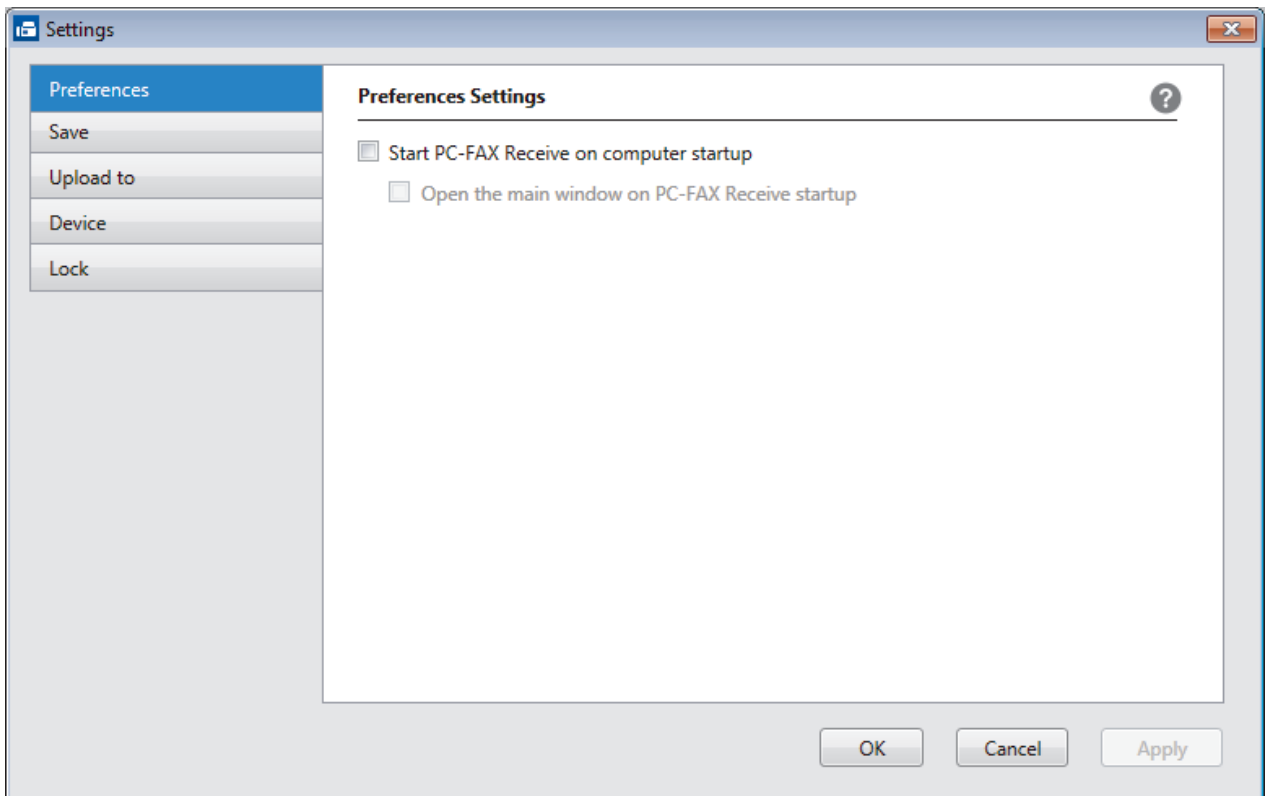 Settings
Preferences
Save
Upload to
Device
Lock
Preferences Settings
?
Start PC-FAX Receive on computer startup
Open the main window on PC-FAX Receive startup
OK
Cancel
Apply